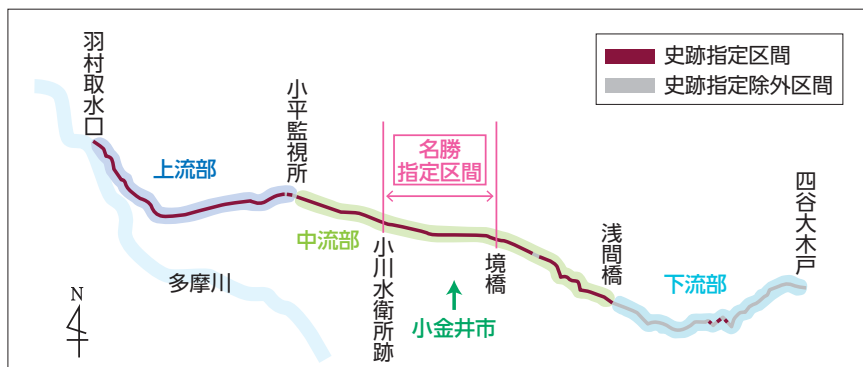 羽村取水口
小平監視所
上流部
名勝
指定区間
史跡指定区間
史跡指定除外区間
四谷大木戸
中流部
小川水衛所跡
境橋
浅間橋
下流部
多摩川
小金井市
N